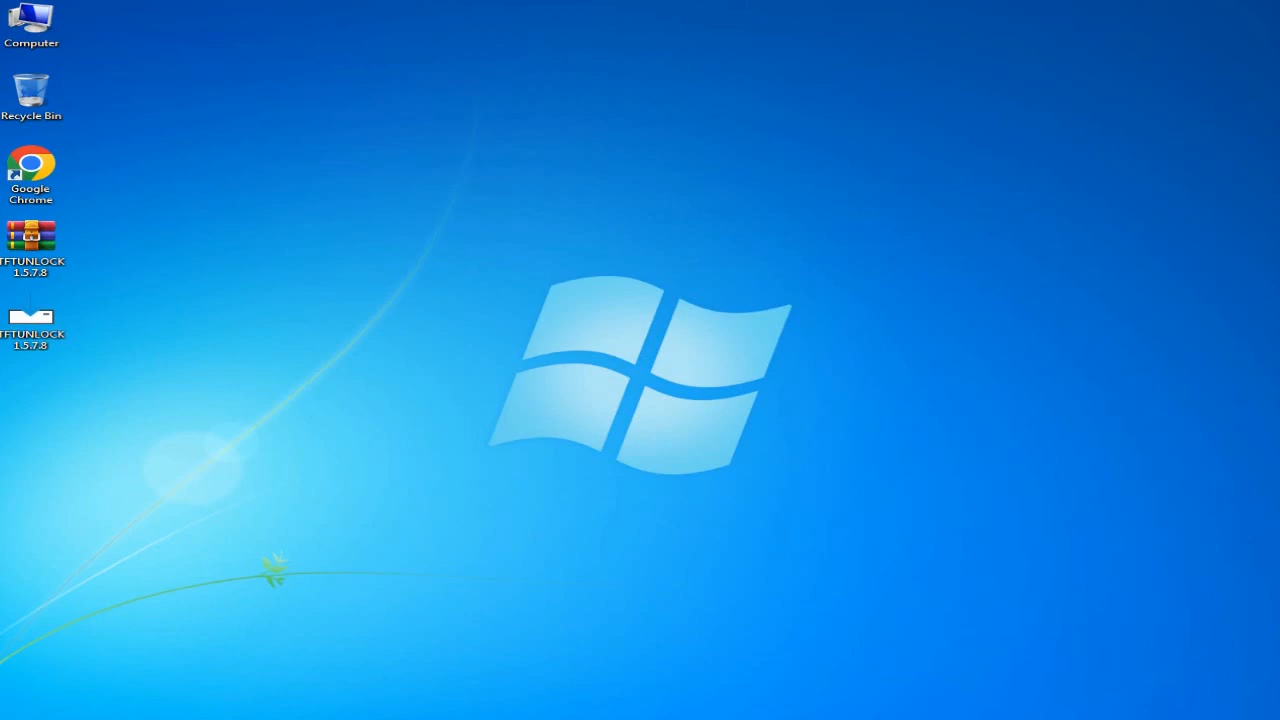 Computer
Recycle Bin
Google
Chrome
TFTUNLOCK
1.5.7.8
TFTUNLOCK
1.5.7.8